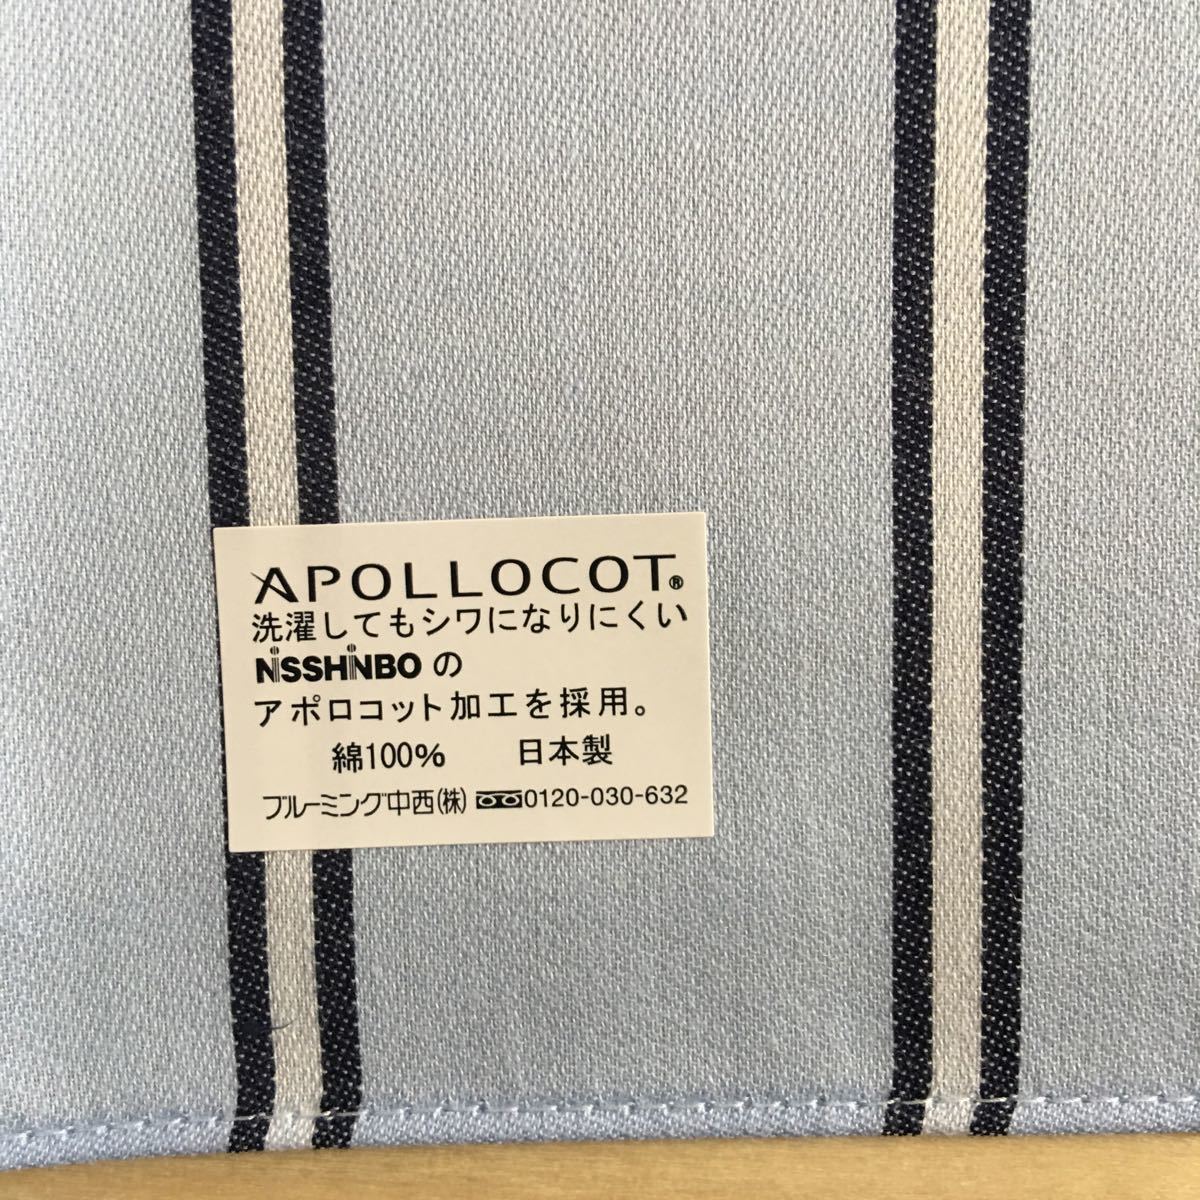 APOLLOCOT®
洗濯してもシワになりにくい
NISSHINBOの
アポロコット加工を採用。
綿100% 日本製
ブルーミング中西(株) 0120-030-632